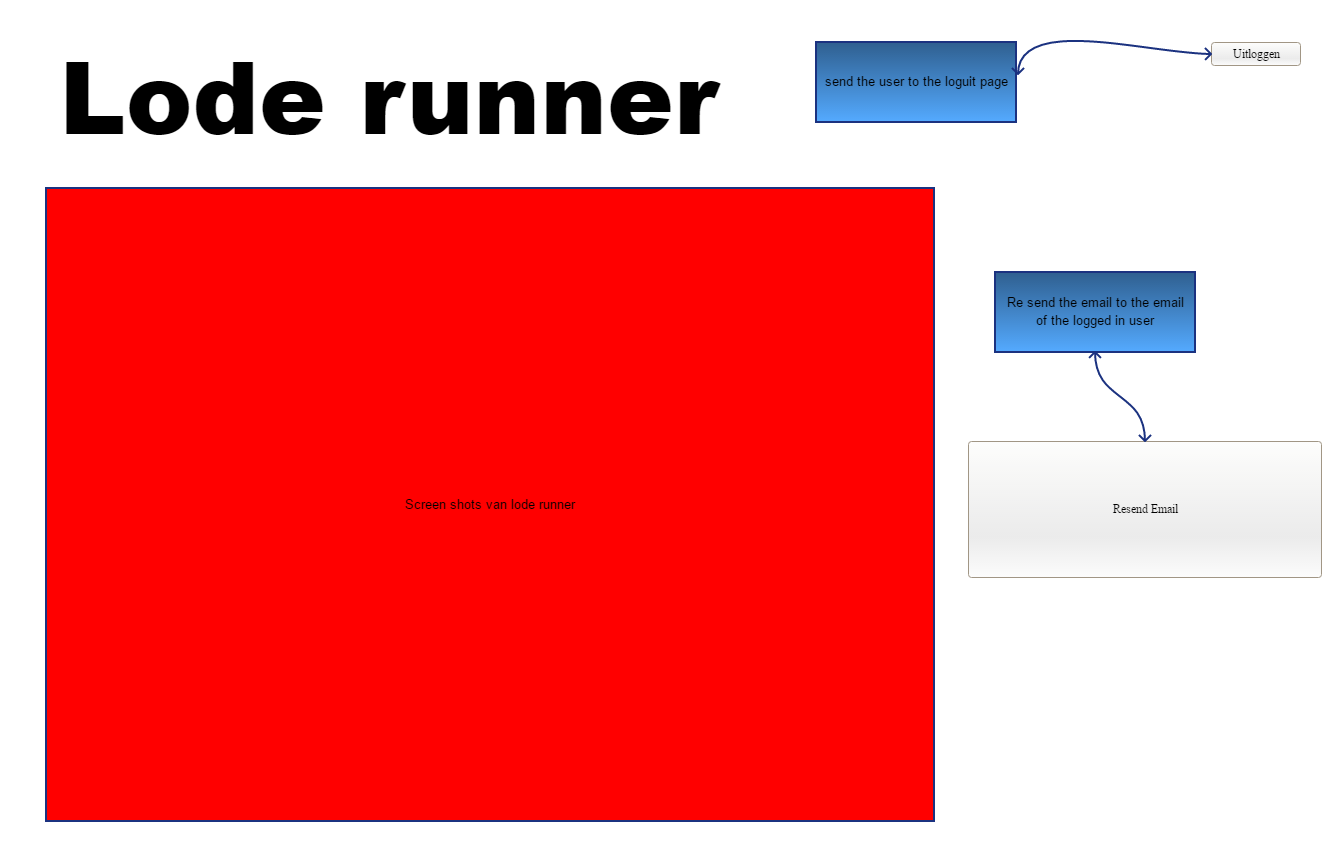 Lode runner
send the user to the loguit page
Uitloggen
Re send the email to the email
of the logged in user
Screen shots van lode runner
Resend Email